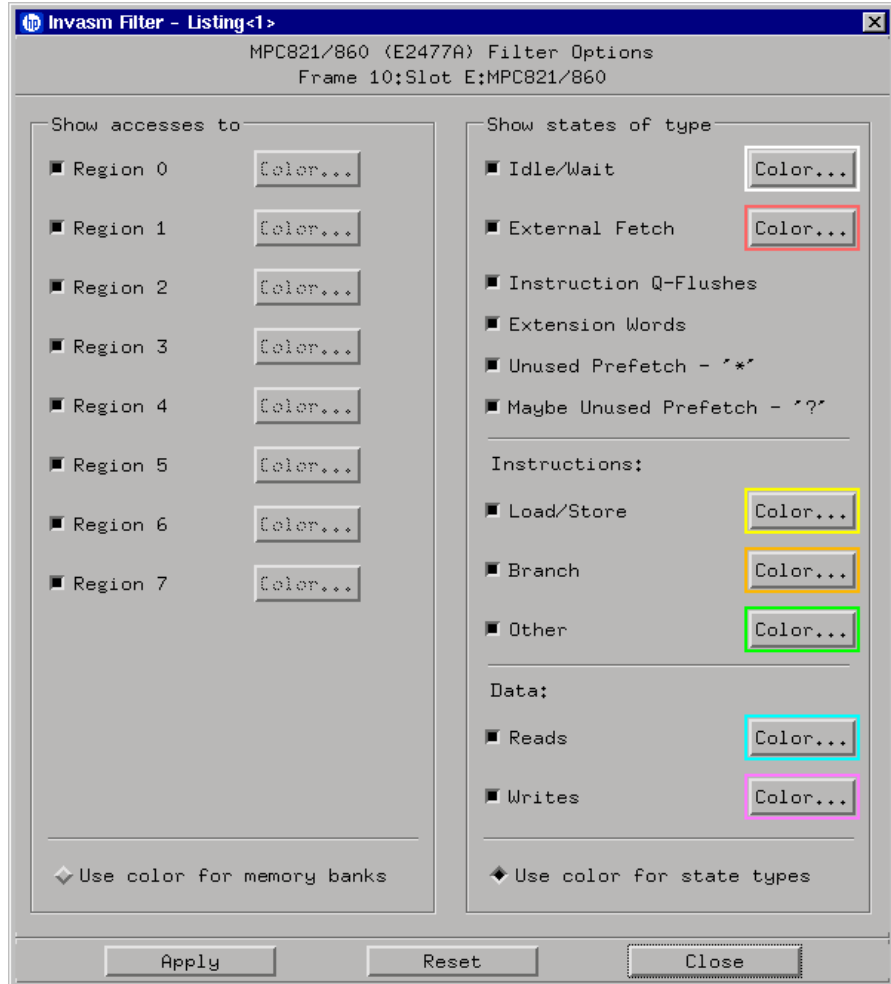 hp Invasm Filter - Listing<1>
MPC821/860 (E2477A) Filter Options
Frame 10:Slot E:MPC821/860
Show accesses to
Region 0 Color...
Region 1 Color...
Region 2 Color...
Region 3 Color...
Region 4 Color...
Region 5 Color...
Region 6 Color...
Region 7 Color...
Use color for memory banks
Show states of type
Idle/Wait Color...
External Fetch Color...
Instruction Q-Flushes
Extension Words
Unused Prefetch - ´*´
Maybe Unused Prefetch - ´?´
Instructions:
Load/Store Color...
Branch Color...
Other Color...
Data:
Reads Color...
Writes Color...
Use color for state types
Apply Reset Close